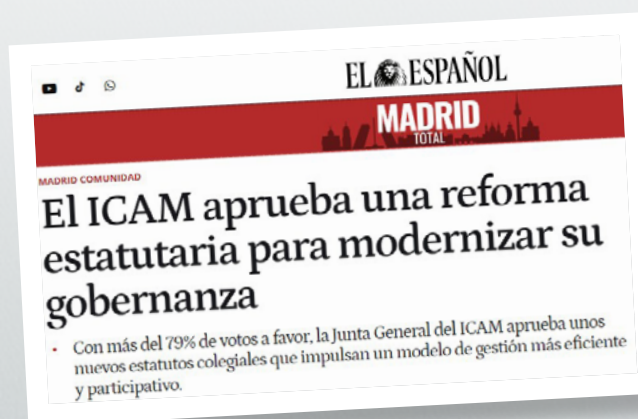 EL ESPAÑOL
MADRID
TOTAL
MADRID COMUNIDAD
El ICAM aprueba una reforma
estatutaria para modernizar su
gobernanza
· Con más del 79% de votos a favor, la Junta General del ICAM aprueba unos
nuevos estatutos colegiales que impulsan un modelo de gestión más eficiente
y participativo.